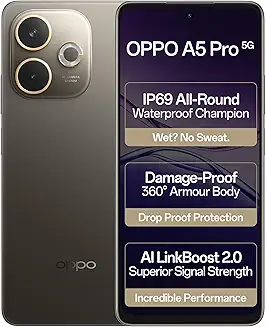 OPPO A5 Pro 5G
IP69 All-Round
Waterproof Champion
Wet? No Sweat.
Damage-Proof
360° Armour Body
Drop Proof Protection
oppo
AI LinkBoost 2.0
Superior Signal Strength
Incredible Performance